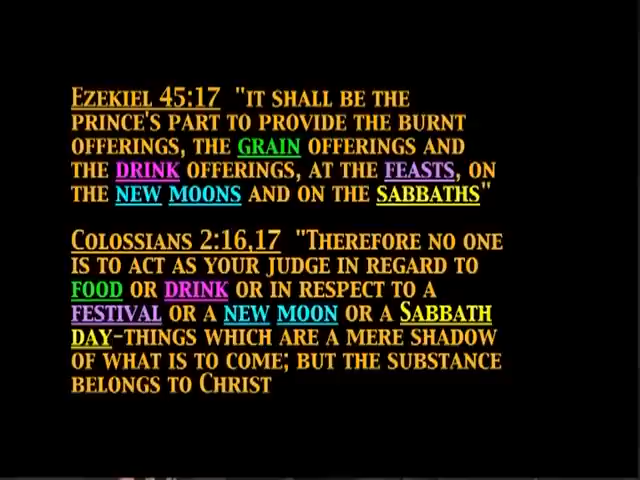 Ezekiel 45:17 "it shall be the
prince's part to provide the burnt
offerings, the grain offerings and
the drink offerings, at the feasts, on
the new moons and on the sabbaths"
Colossians 2:16,17 "Therefore no one
is to act as your judge in regard to
food or drink or in respect to a
festival or a new moon or a Sabbath
day-things which are a mere shadow
of what is to come; but the substance
belongs to Christ